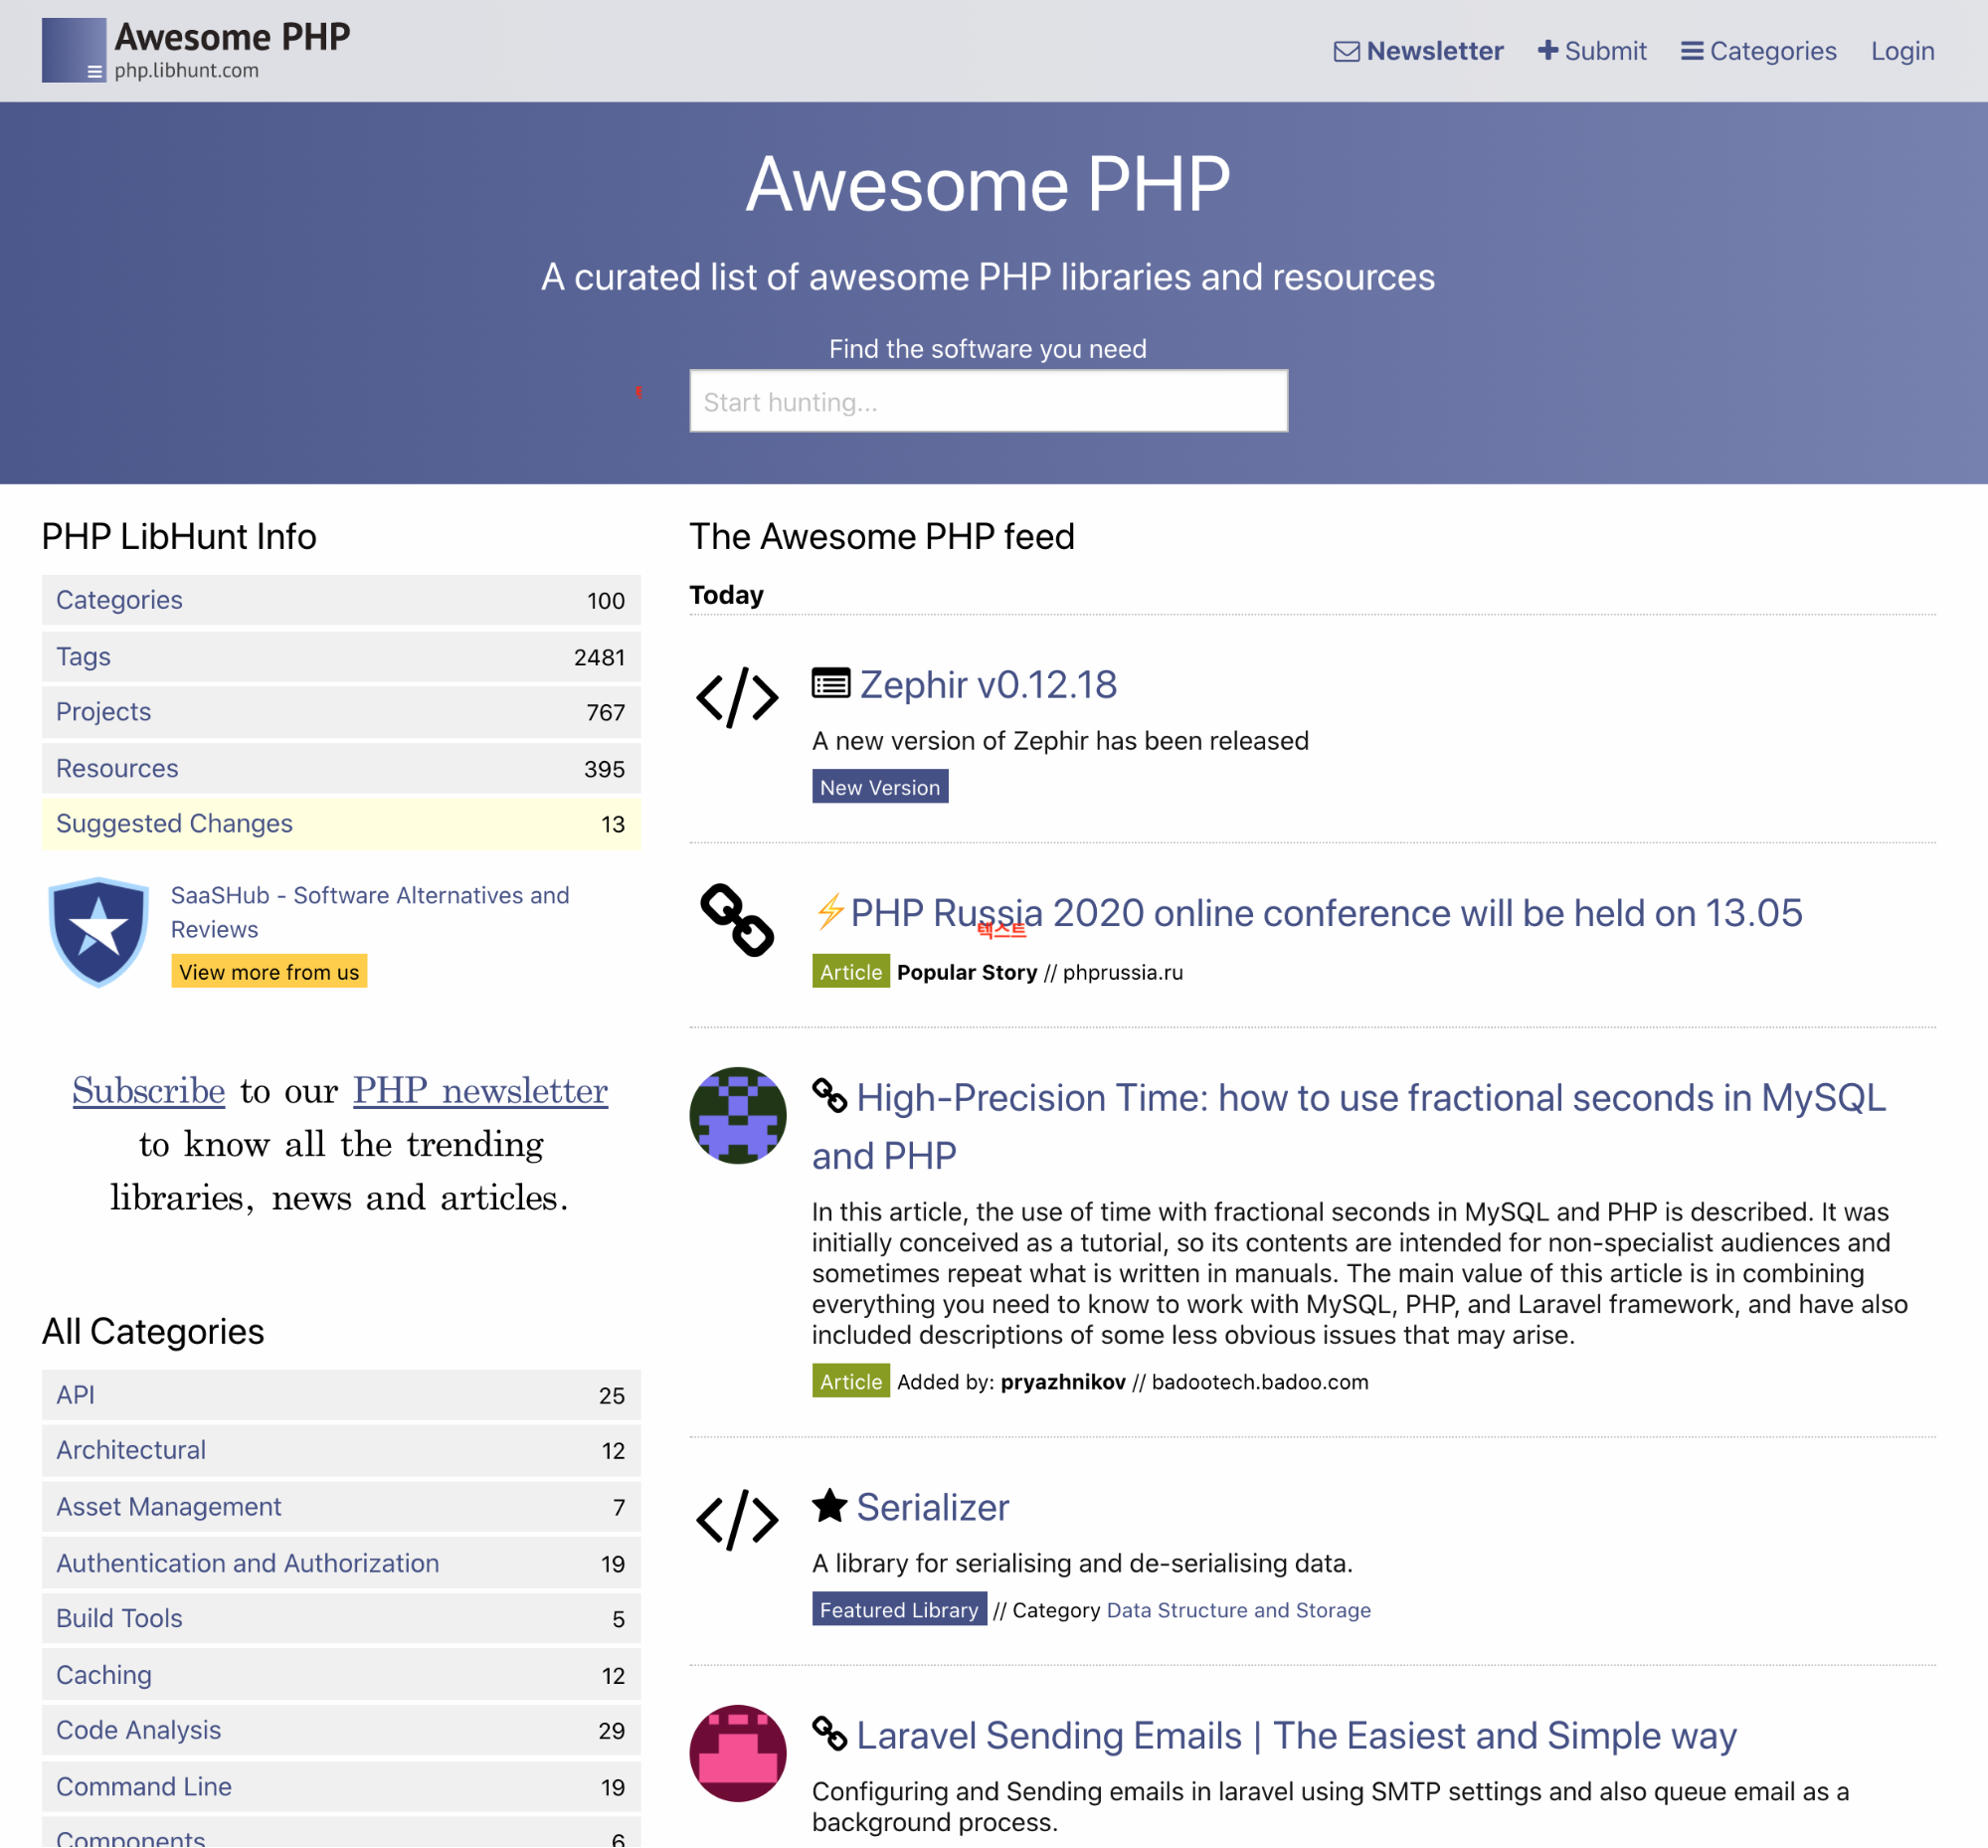 Awesome PHP
php.libhunt.com
Newsletter
Submit
Categories
Login
Awesome PHP
A curated list of awesome PHP libraries and resources
Find the software you need
Start hunting...
PHP LibHunt Info
Categories 100
Tags 2481
Projects 767
Resources 395
Suggested Changes 13
SaaSHub - Software Alternatives and
Reviews
View more from us
Subscribe to our PHP newsletter
to know all the trending
libraries, news and articles.
All Categories
API 25
Architectural 12
Asset Management 7
Authentication and Authorization 19
Build Tools 5
Caching 12
Code Analysis 29
Command Line 19
Components 6
The Awesome PHP feed
Today
Zephir v0.12.18
A new version of Zephir has been released
New Version
⚡PHP Russia 2020 online conference will be held on 13.05
텍스트
Article Popular Story // phprussia.ru
High-Precision Time: how to use fractional seconds in MySQL
and PHP
In this article, the use of time with fractional seconds in MySQL and PHP is described. It was
initially conceived as a tutorial, so its contents are intended for non-specialist audiences and
sometimes repeat what is written in manuals. The main value of this article is in combining
everything you need to know to work with MySQL, PHP, and Laravel framework, and have also
included descriptions of some less obvious issues that may arise.
Article Added by: pryazhnikov // badootech.badoo.com
Serializer
A library for serialising and de-serialising data.
Featured Library // Category Data Structure and Storage
Laravel Sending Emails | The Easiest and Simple way
Configuring and Sending emails in laravel using SMTP settings and also queue email as a
background process.